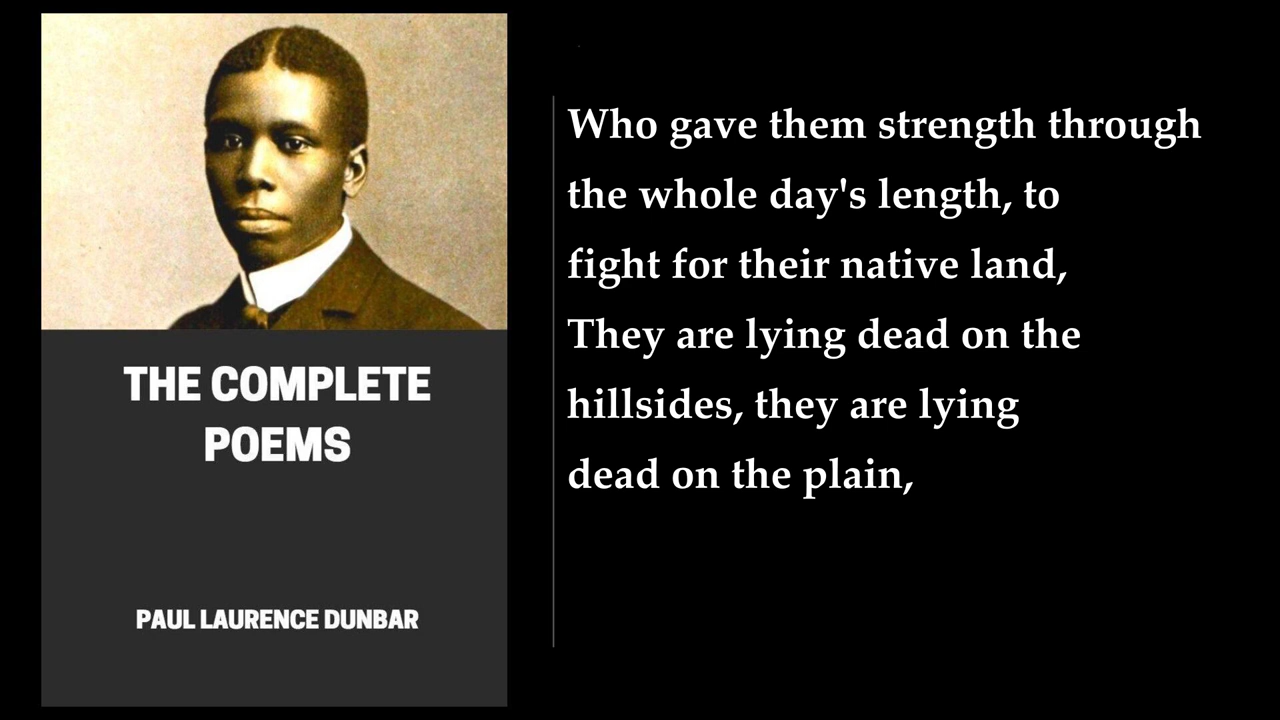 THE COMPLETE
POEMS
PAUL LAURENCE DUNBAR
Who gave them strength through
the whole day's length, to
fight for their native land,
They are lying dead on the
hillsides, they are lying
dead on the plain,